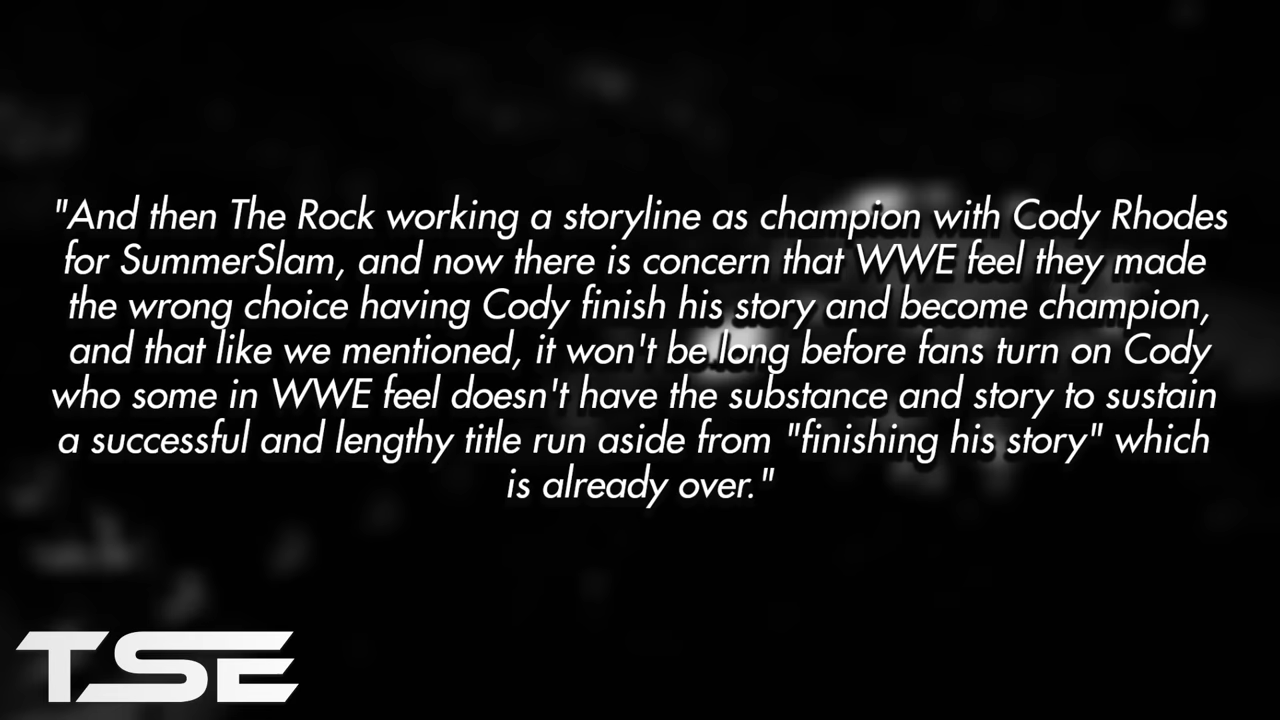 "And then The Rock working a storyline as champion with Cody Rhodes
for SummerSlam, and now there is concern that WWE feel they made
the wrong choice having Cody finish his story and become champion,
and that like we mentioned, it won't be long before fans turn on Cody
who some in WWE feel doesn't have the substance and story to sustain
a successful and lengthy title run aside from "finishing his story" which
is already over."
TSE